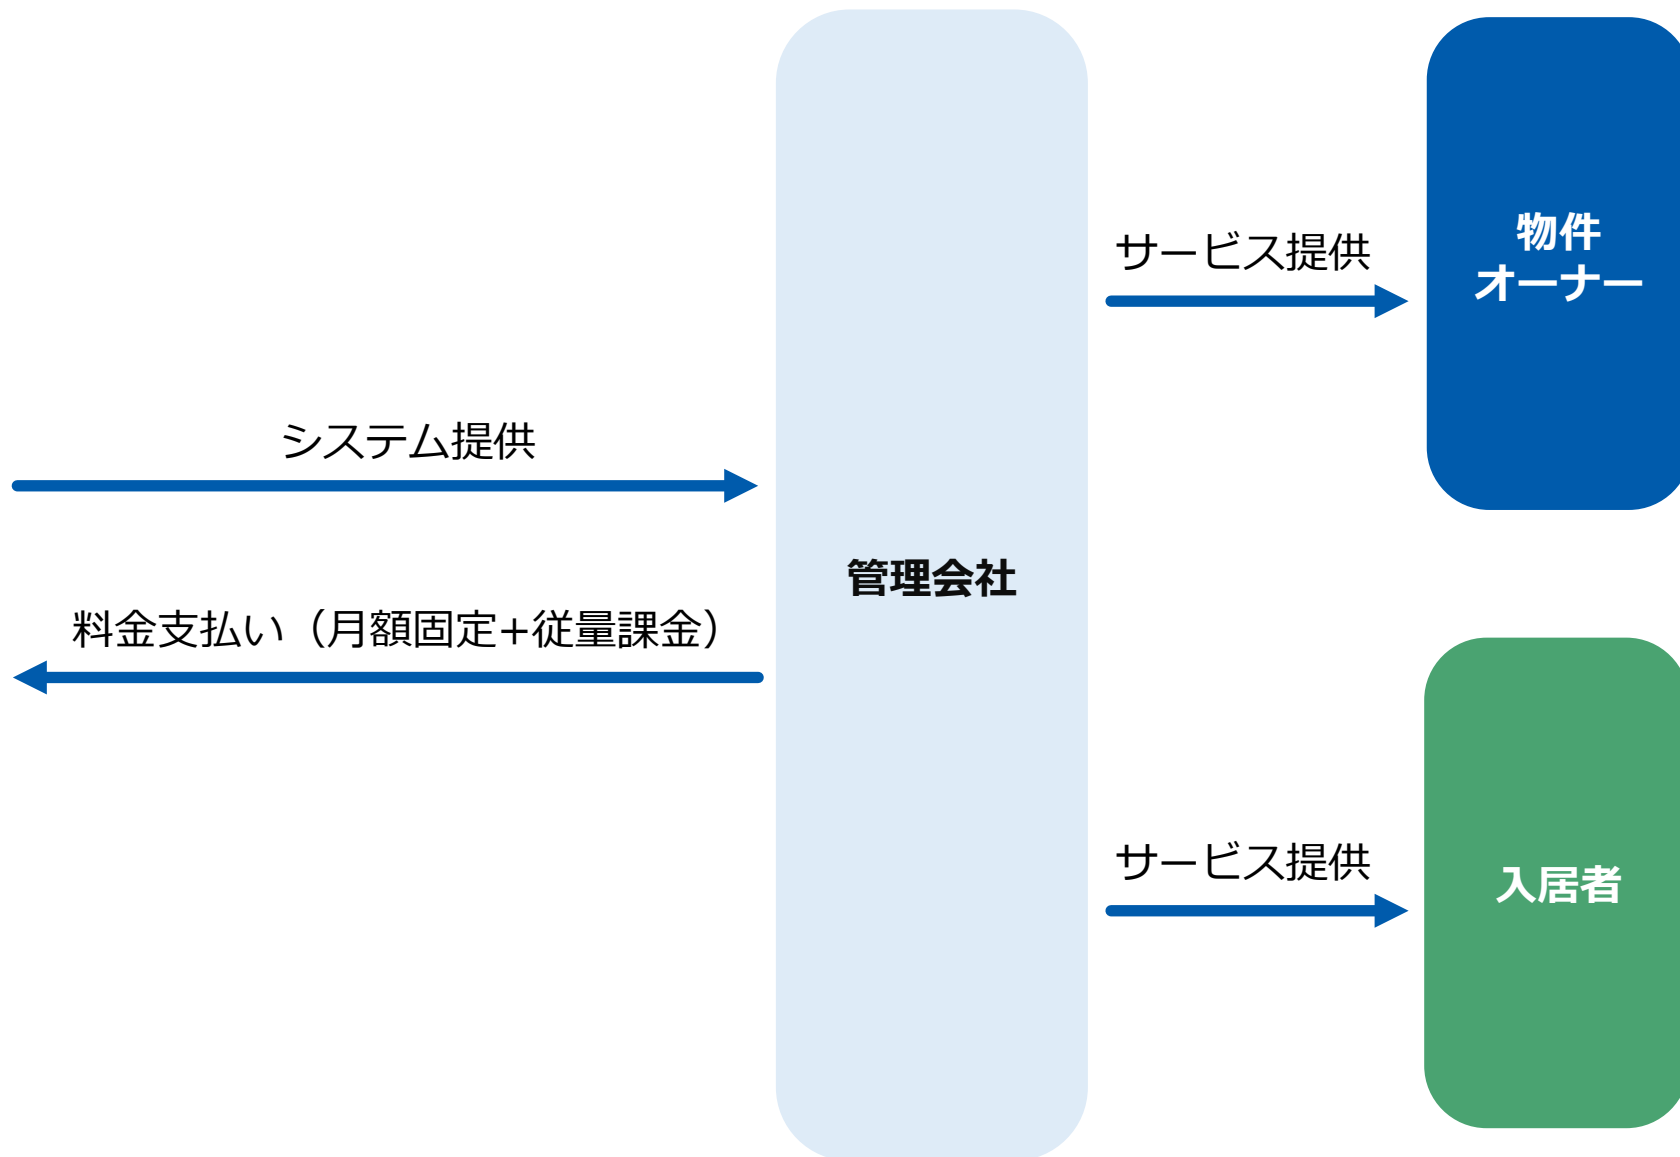 システム提供
料金支払い（月額固定+従量課金）
管理会社
サービス提供
物件
オーナー
サービス提供
入居者